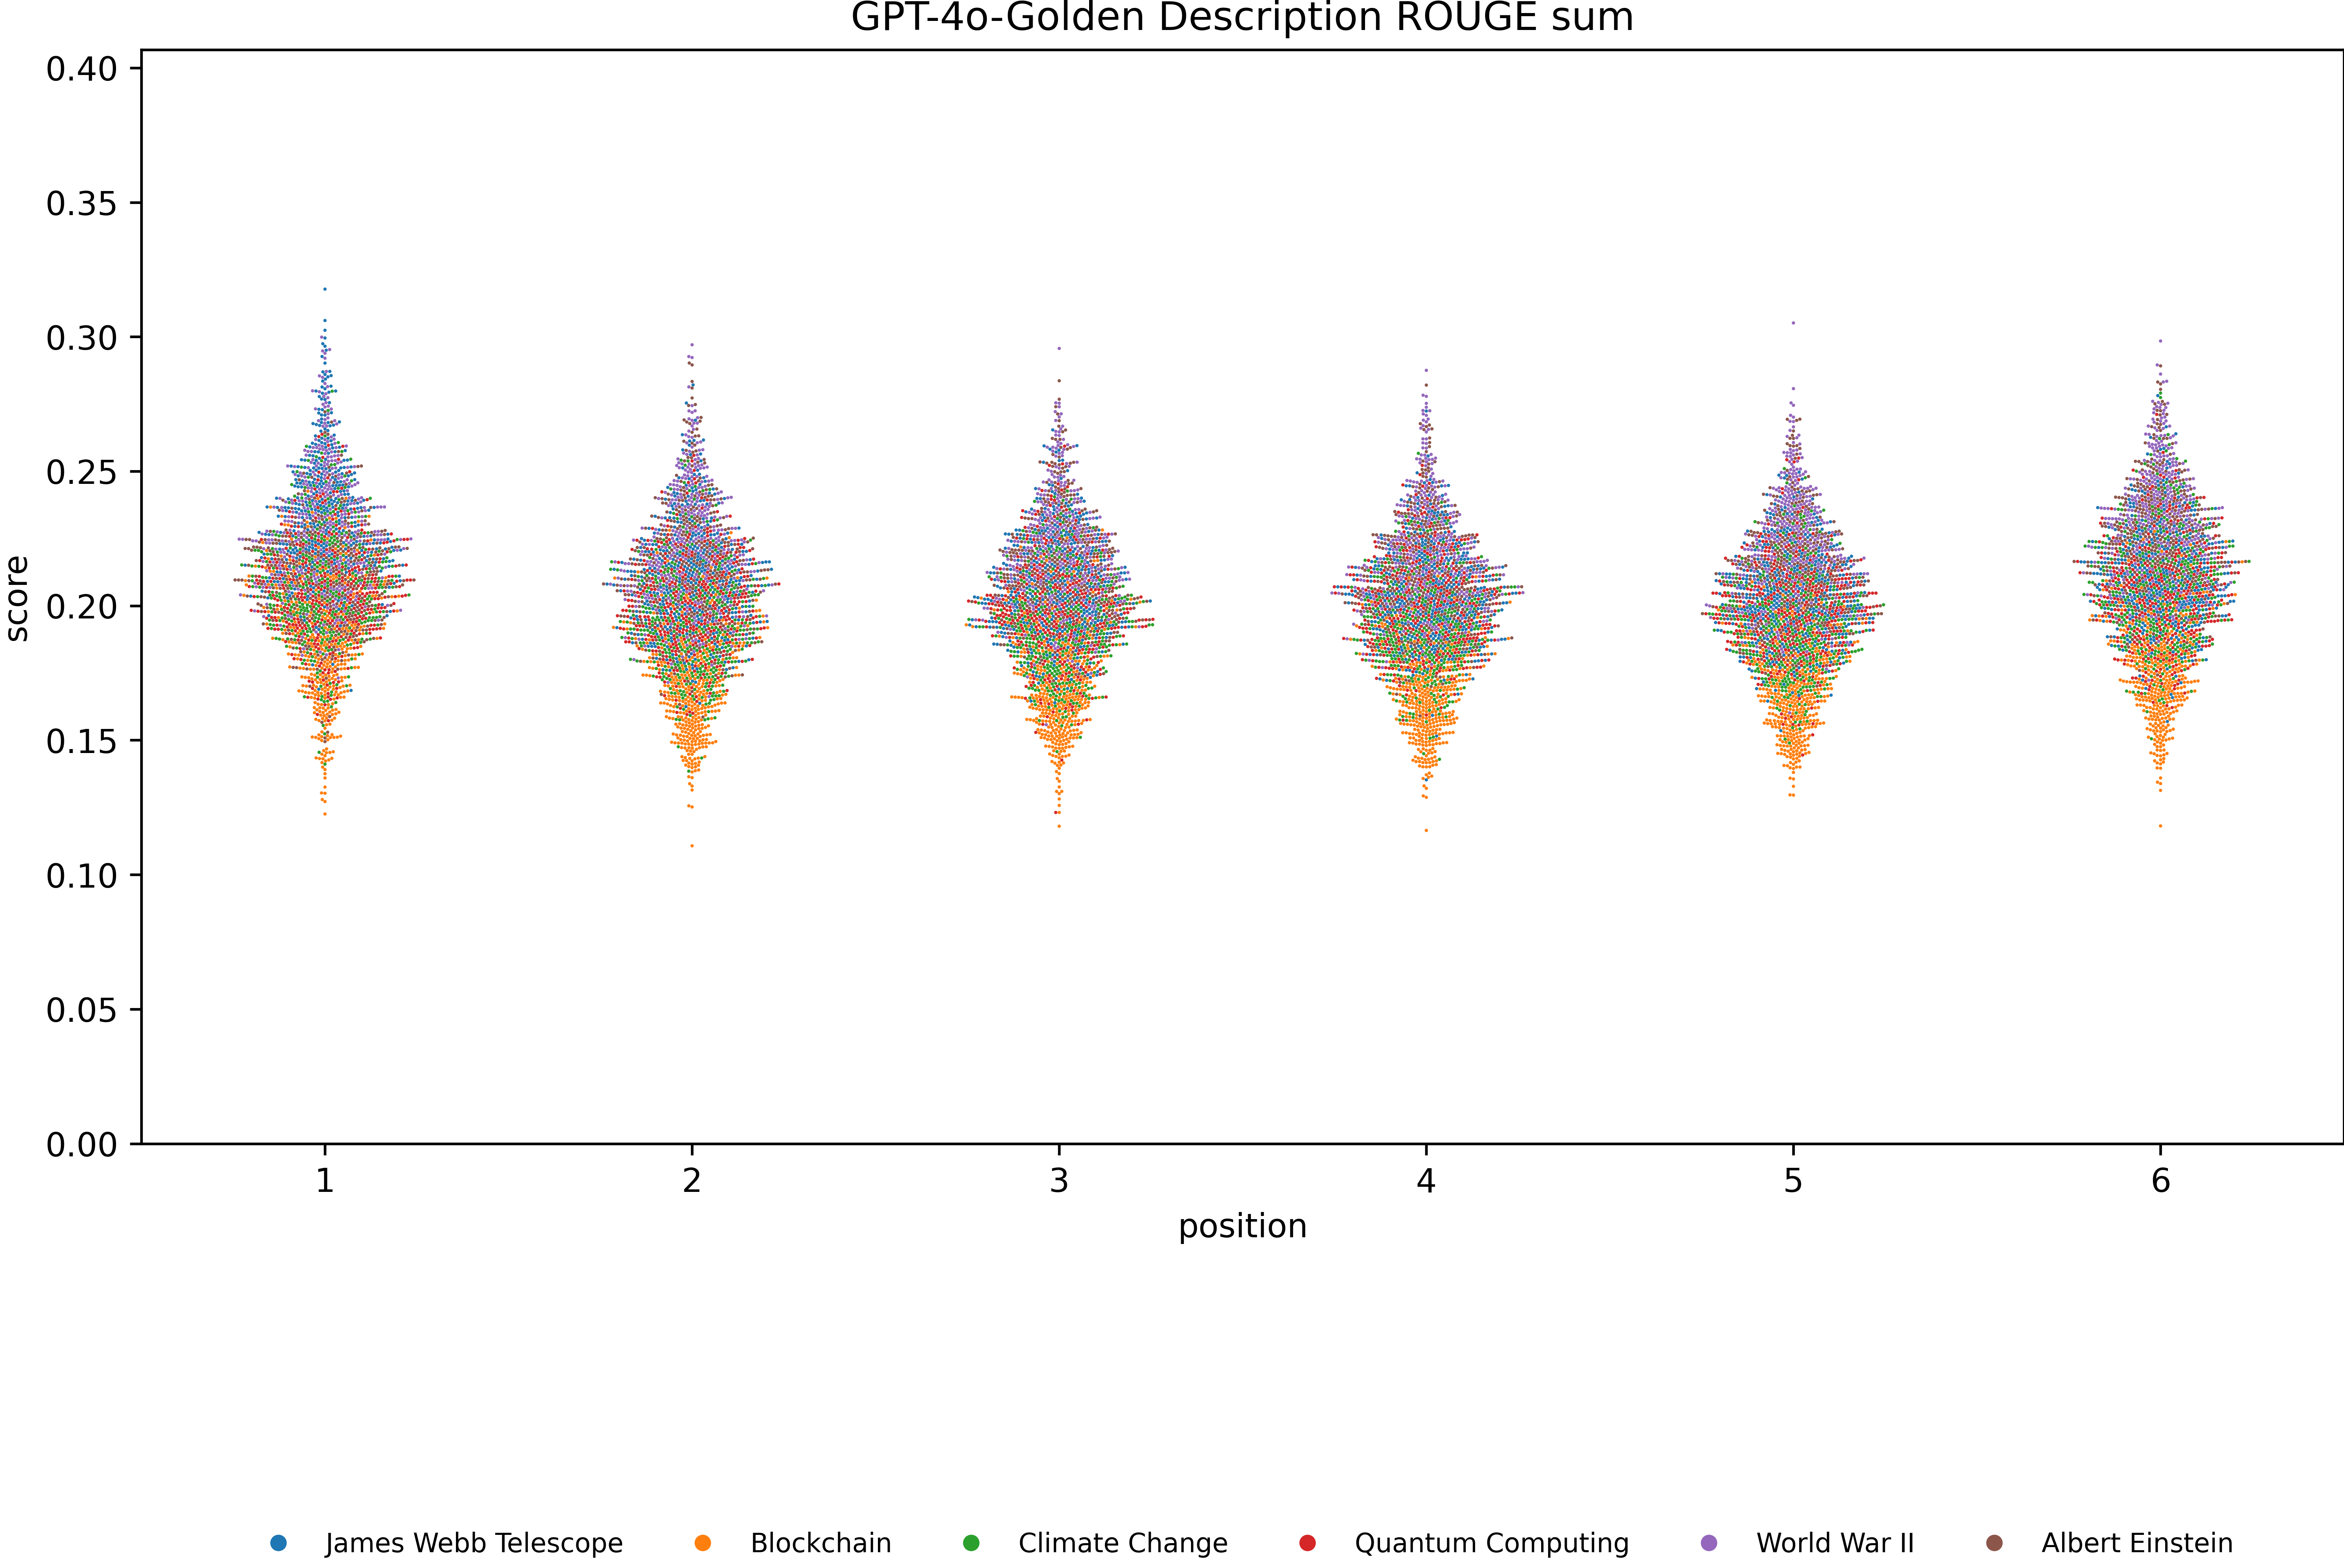 GPT-4o-Golden Description ROUGE sum
0.40
0.35
0.30
0.25
0.20
0.15
0.10
0.05
0.00
score
1 2 3 4 5 6
position
James Webb Telescope Blockchain Climate Change Quantum Computing World War II Albert Einstein